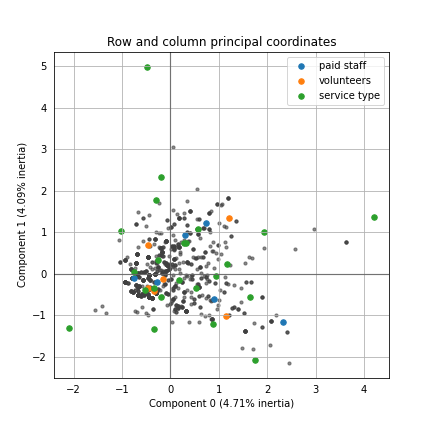 Row and column principal coordinates
paid staff
volunteers
service type
Component 1 (4.09% inertia)
5
4
3
2
1
0
−1
−2
−2
−1
0
1
2
3
4
Component 0 (4.71% inertia)